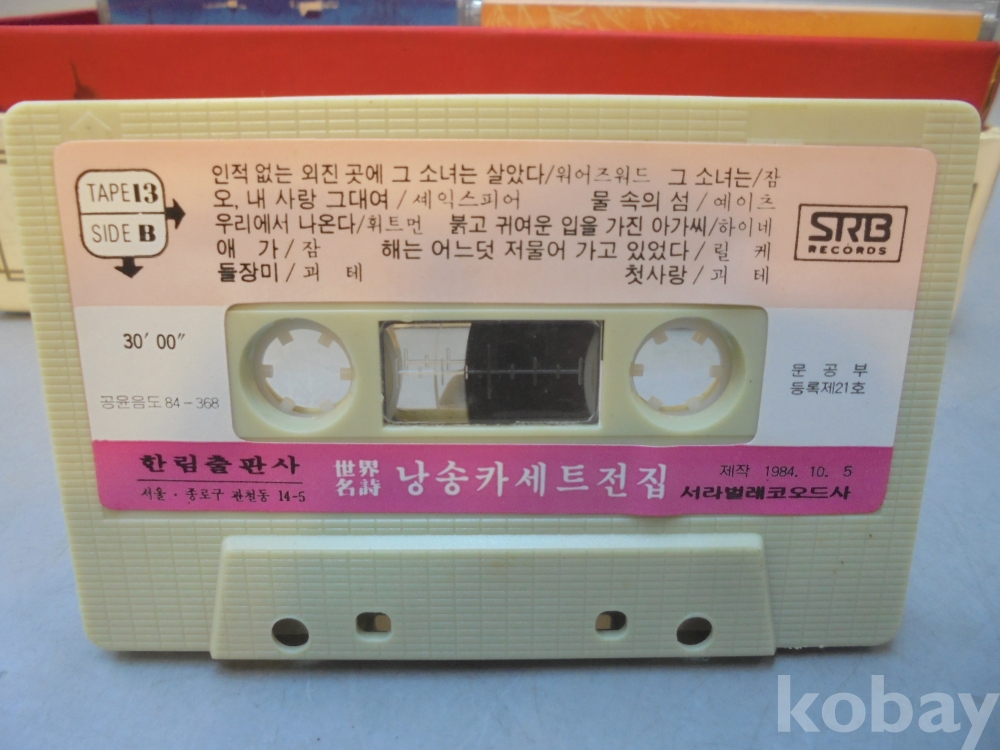 TAPE 13
SIDE B
인적 없는 외진 곳에 그 소녀는 살았다/워어즈워드 그 소녀는/잠
오, 내 사랑 그대여/셰익스피어 물 속의 섬/예이츠
우리에서 나온다/휘트먼 붉고 귀여운 입을 가진 아가씨/하이네
애 가/잠 해는 어느덧 저물어 가고 있었다/릴 케
들장미/괴 테 첫사랑/괴 테
SRB
RECORDS
30′ 00″
공윤음도 84-368
문 공 부
등록제21호
한림출판사
서울·종로구 관철동 14-5
世界
名詩
낭송카세트전집
제작 1984. 10. 5
서라벌레코오드사
kobay